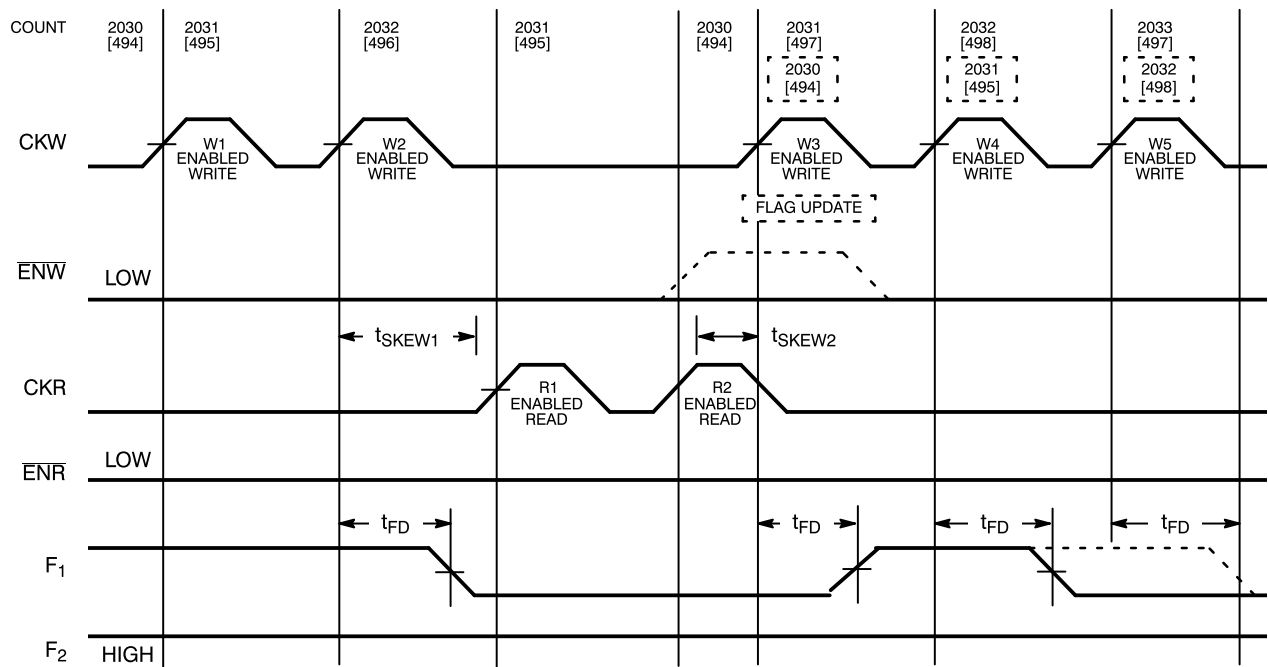 COUNT
2030
[494]
2031
[495]
2032
[496]
2031
[495]
2030
[494]
2031
[497]
2032
[498]
2033
[497]
2030
[494]
2031
[495]
2032
[498]
CKW
W1
ENABLED
WRITE
W2
ENABLED
WRITE
W3
ENABLED
WRITE
W4
ENABLED
WRITE
W5
ENABLED
WRITE
FLAG UPDATE
ENW
LOW
tSKEW1
tSKEW2
CKR
R1
ENABLED
READ
R2
ENABLED
READ
ENR
LOW
tFD
tFD
tFD
tFD
F1
F2
HIGH